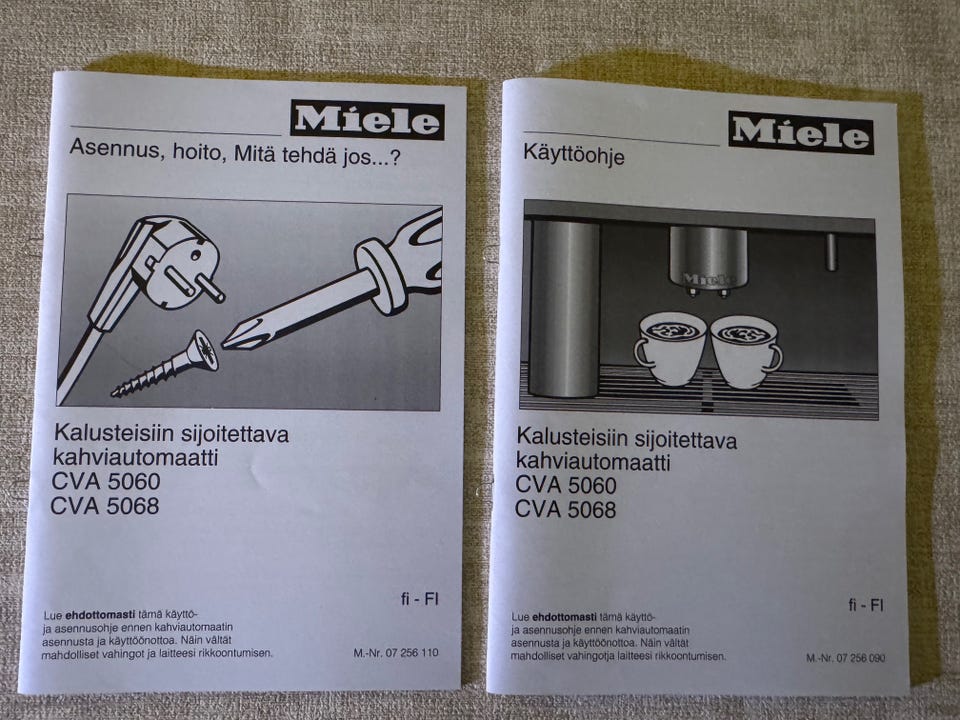 Miele
Asennus, hoito, Mitä tehdä jos...?
Kalusteisiin sijoitettava
kahviautomaatti
CVA 5060
CVA 5068
fi - FI
Lue ehdottomasti tämä käyttö-
ja asennusohje ennen kahviautomaatin
asennusta ja käyttöönottoa. Näin vältät
mahdolliset vahingot ja laitteesi rikkoontumisen.
M.-Nr. 07 256 110
Miele
Käyttöohje
Miele
Kalusteisiin sijoitettava
kahviautomaatti
CVA 5060
CVA 5068
fi - FI
Lue ehdottomasti tämä käyttö-
ja asennusohje ennen kahviautomaatin
asennusta ja käyttöönottoa. Näin vältät
mahdolliset vahingotja laitteesi rikkoontumisen.
M.-Nr. 07 256 090